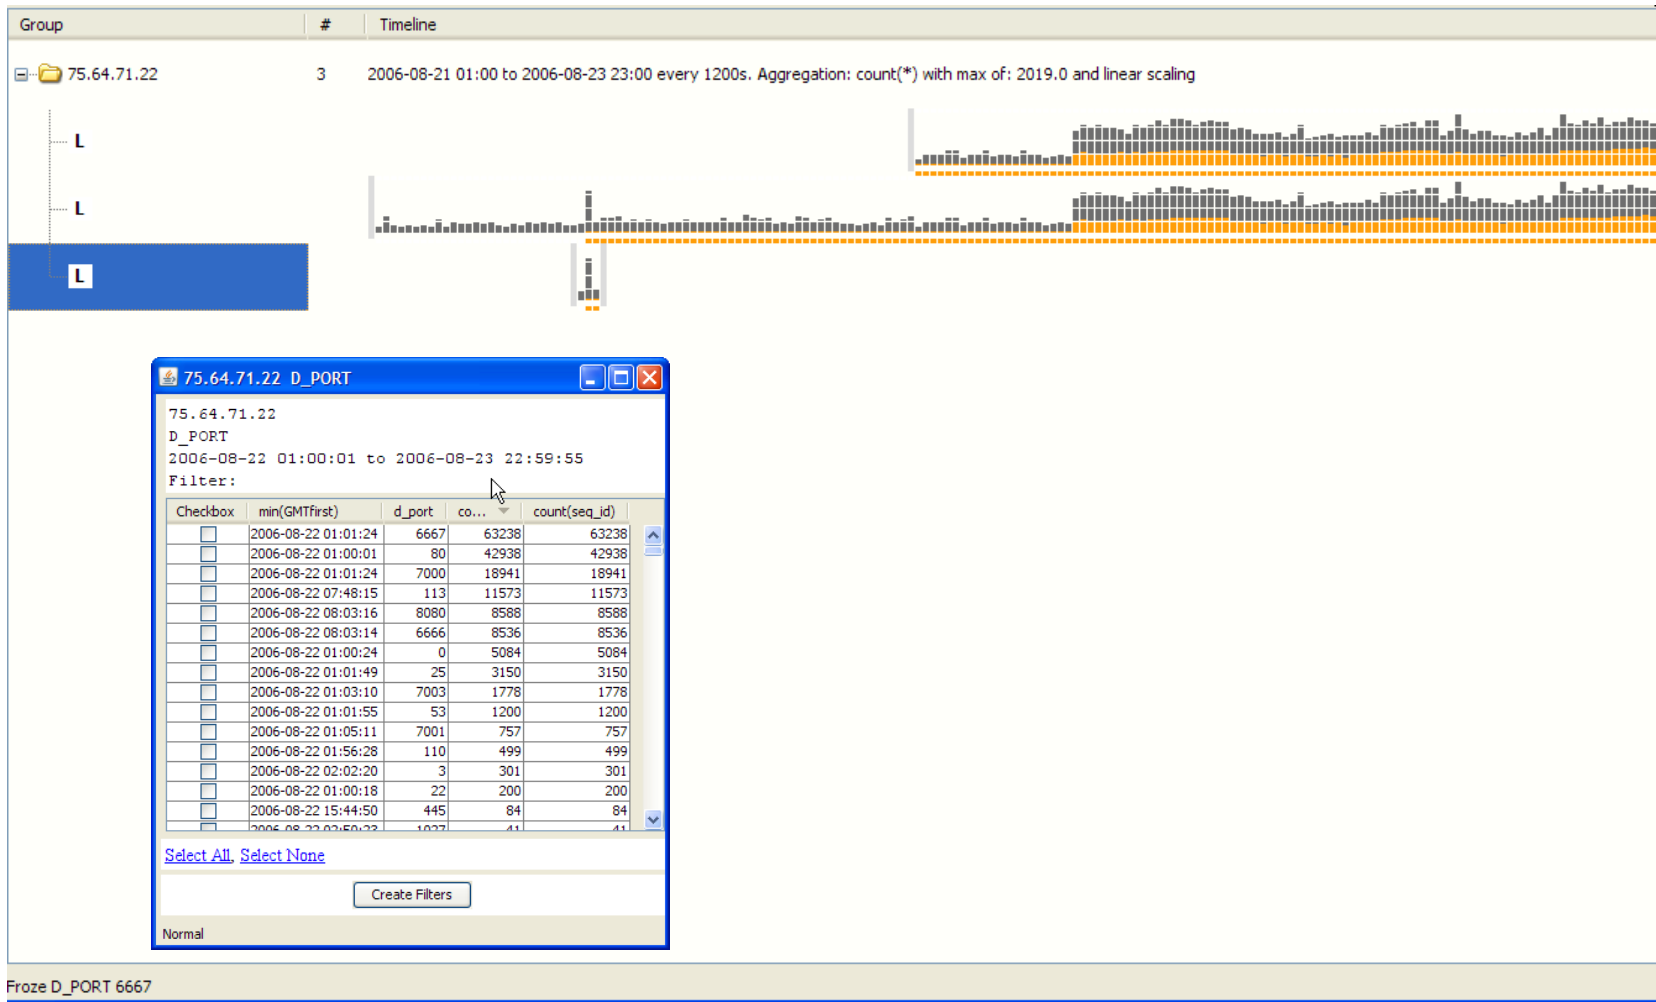 Group # Timeline
75.64.71.22 3 2006-08-21 01:00 to 2006-08-23 23:00 every 1200s. Aggregation: count(*) with max of: 2019.0 and linear scaling
L
L
L
75.64.71.22 D_PORT
75.64.71.22
D_PORT
2006-08-22 01:00:01 to 2006-08-23 22:59:55
Filter:
Checkbox min(GMTfirst) d_port co... count(seq_id)
2006-08-22 01:01:24 6667 63238 63238
2006-08-22 01:00:01 80 42938 42938
2006-08-22 01:01:24 7000 18941 18941
2006-08-22 07:48:15 113 11573 11573
2006-08-22 08:03:16 8080 8588 8588
2006-08-22 08:03:14 6666 8536 8536
2006-08-22 01:00:24 0 5084 5084
2006-08-22 01:01:49 25 3150 3150
2006-08-22 01:03:10 7003 1778 1778
2006-08-22 01:01:55 53 1200 1200
2006-08-22 01:05:11 7001 757 757
2006-08-22 01:56:28 110 499 499
2006-08-22 02:02:20 3 301 301
2006-08-22 01:00:18 22 200 200
2006-08-22 15:44:50 445 84 84
2006-08-22 02:50:23 1027 41 41
Select All, Select None
Create Filters
Normal
Froze D_PORT 6667